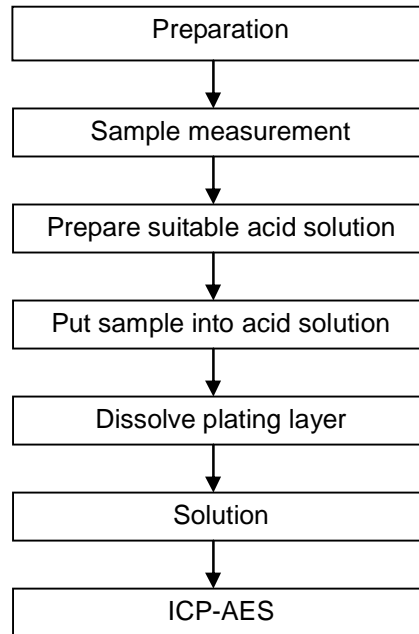 Preparation
Sample measurement
Prepare suitable acid solution
Put sample into acid solution
Dissolve plating layer
Solution
ICP-AES